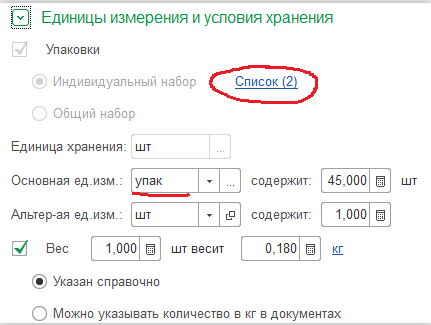 Единицы измерения и условия хранения
Упаковки
Индивидуальный набор Список (2)
Общий набор
Единица хранения: шт ...
Основная ед.изм.: упак ... содержит: 45,000 шт
Альтер-ая ед.изм.: шт содержит: 1,000
Вес 1,000 шт весит 0,180 кг
Указан справочно
Можно указывать количество в кг в документах